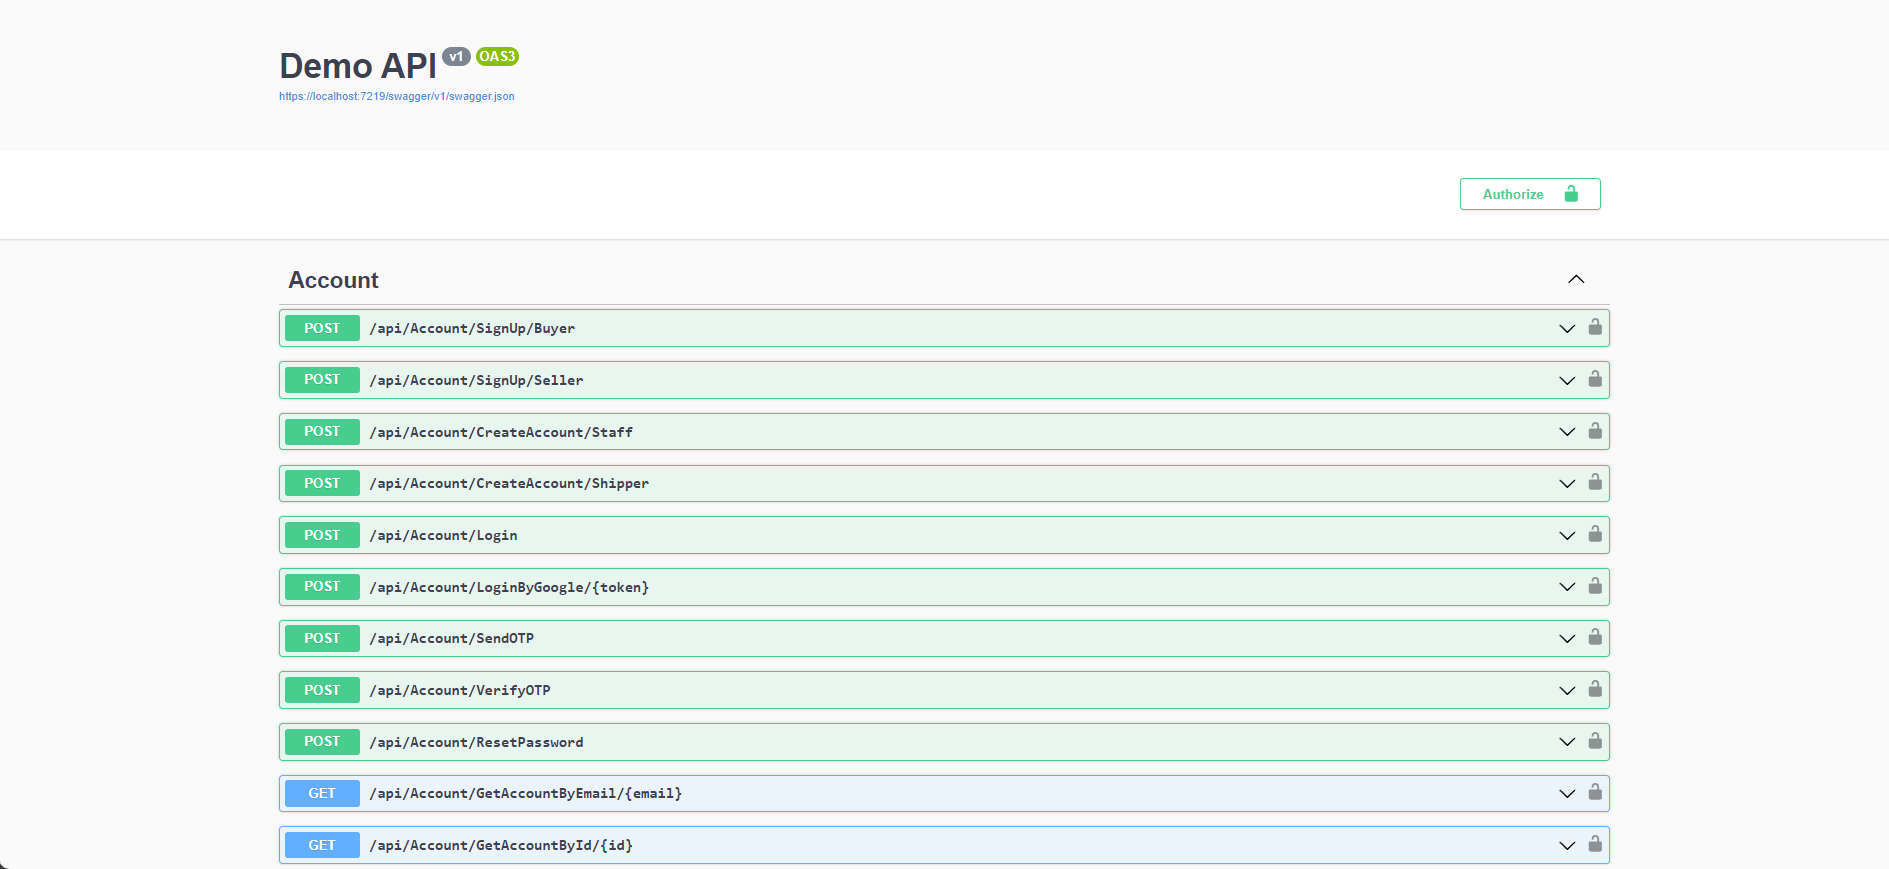 Demo API v1 OAS3
https://localhost:7219/swagger/v1/swagger.json
Authorize
Account
POST /api/Account/SignUp/Buyer
POST /api/Account/SignUp/Seller
POST /api/Account/CreateAccount/Staff
POST /api/Account/CreateAccount/Shipper
POST /api/Account/Login
POST /api/Account/LoginByGoogle/{token}
POST /api/Account/SendOTP
POST /api/Account/VerifyOTP
POST /api/Account/ResetPassword
GET /api/Account/GetAccountByEmail/{email}
GET /api/Account/GetAccountById/{id}